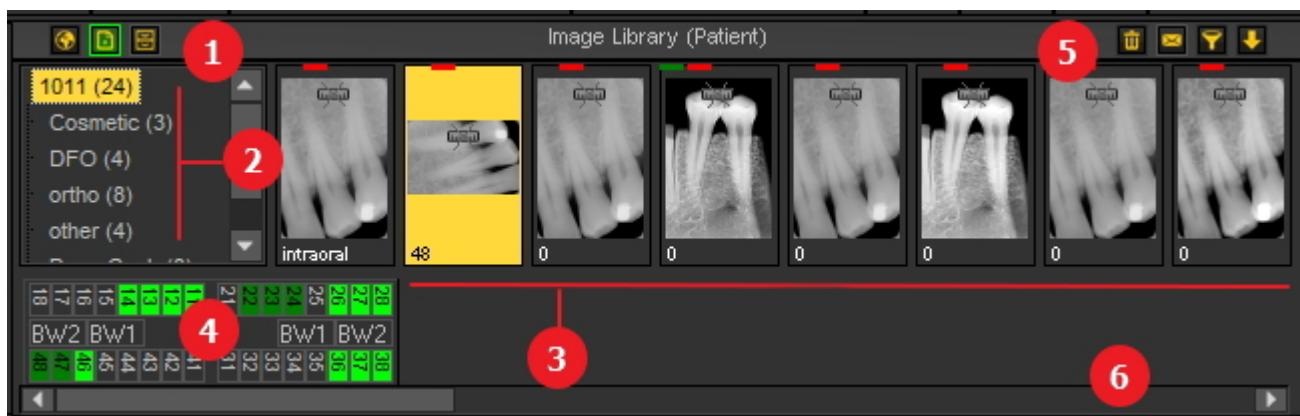 Image Library (Patient)
1
5
1011 (24)
Cosmetic (3)
DFO (4)
ortho (8)
other (4)
2
intraoral
48
0
0
0
0
0
0
18 17 16 15 14 13 12 11 21 22 23 24 25 26 27 28
BW2 BW1 BW1 BW2
4
48 47 46 45 44 43 42 41 31 32 33 34 35 36 37 38
3
6